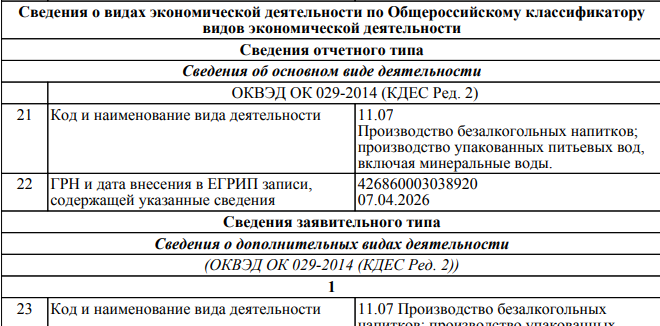 Сведения о видах экономической деятельности по Общероссийскому классификатору
видов экономической деятельности
Сведения отчетного типа
Сведения об основном виде деятельности
ОКВЭД ОК 029-2014 (КДЕС Ред. 2)
21 Код и наименование вида деятельности 11.07
Производство безалкогольных напитков;
производство упакованных питьевых вод,
включая минеральные воды.
22 ГРН и дата внесения в ЕГРИП записи, 426860003038920
содержащей указанные сведения 07.04.2026
Сведения заявительного типа
Сведения о дополнительных видах деятельности
(ОКВЭД ОК 029-2014 (КДЕС Ред. 2))
1
23 Код и наименование вида деятельности 11.07 Производство безалкогольных
напитков; производство упакованных